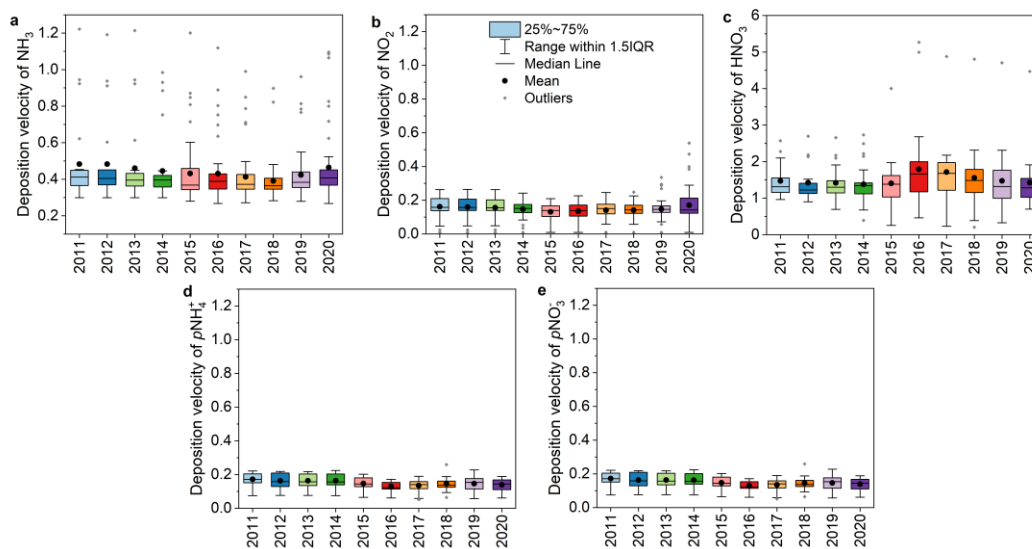 a
Deposition velocity of NH₃
1.2
1.0
0.8
0.6
0.4
0.2
2011 2012 2013 2014 2015 2016 2017 2018 2019 2020
b
Deposition velocity of NO₂
1.2
1.0
0.8
0.6
0.4
0.2
0.0
25%~75%
Range within 1.5IQR
Median Line
Mean
Outliers
2011 2012 2013 2014 2015 2016 2017 2018 2019 2020
c
Deposition velocity of HNO₃
6
5
4
3
2
1
0
2011 2012 2013 2014 2015 2016 2017 2018 2019 2020
d
Deposition velocity of pNH₄⁺
1.2
1.0
0.8
0.6
0.4
0.2
0.0
2011 2012 2013 2014 2015 2016 2017 2018 2019 2020
e
Deposition velocity of pNO₃⁻
1.2
1.0
0.8
0.6
0.4
0.2
0.0
2011 2012 2013 2014 2015 2016 2017 2018 2019 2020